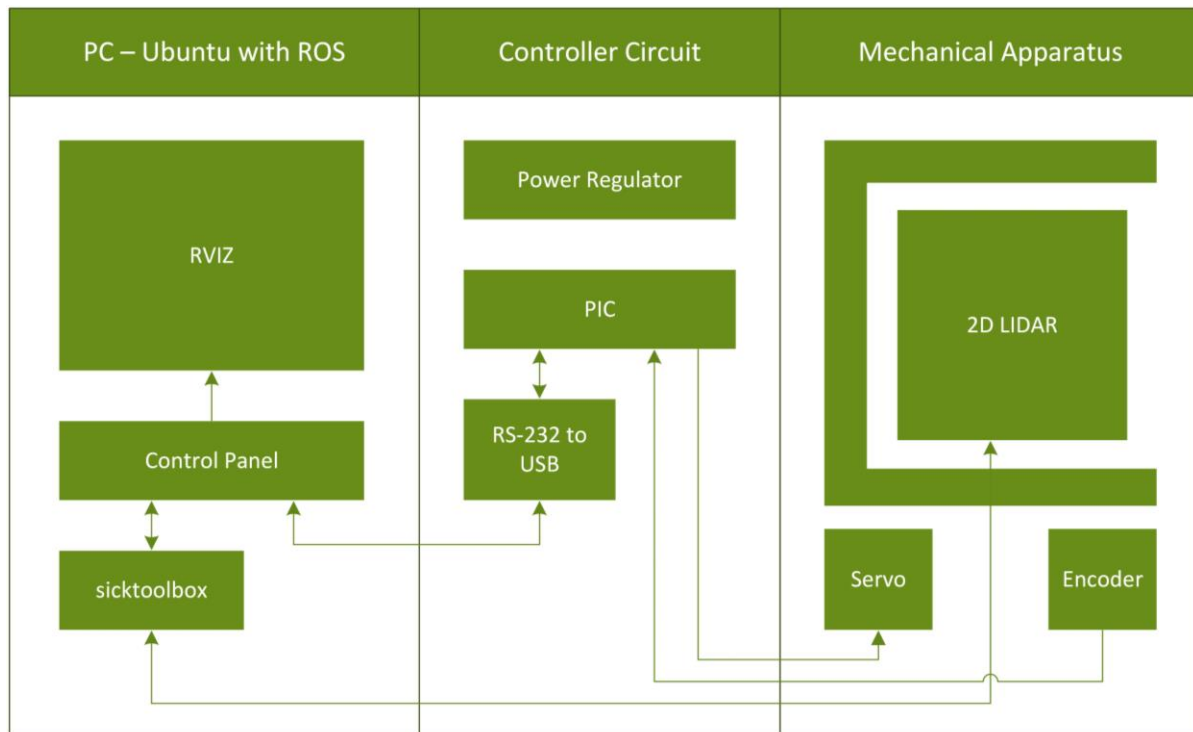 PC – Ubuntu with ROS
Controller Circuit
Mechanical Apparatus
RVIZ
Control Panel
sicktoolbox
Power Regulator
PIC
RS-232 to
USB
2D LIDAR
Servo
Encoder